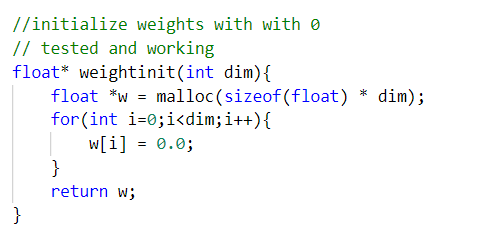 //initialize weights with with 0
// tested and working
float* weightinit(int dim){
    float *w = malloc(sizeof(float) * dim);
    for(int i=0;i<dim;i++){
        w[i] = 0.0;
    }
    return w;
}